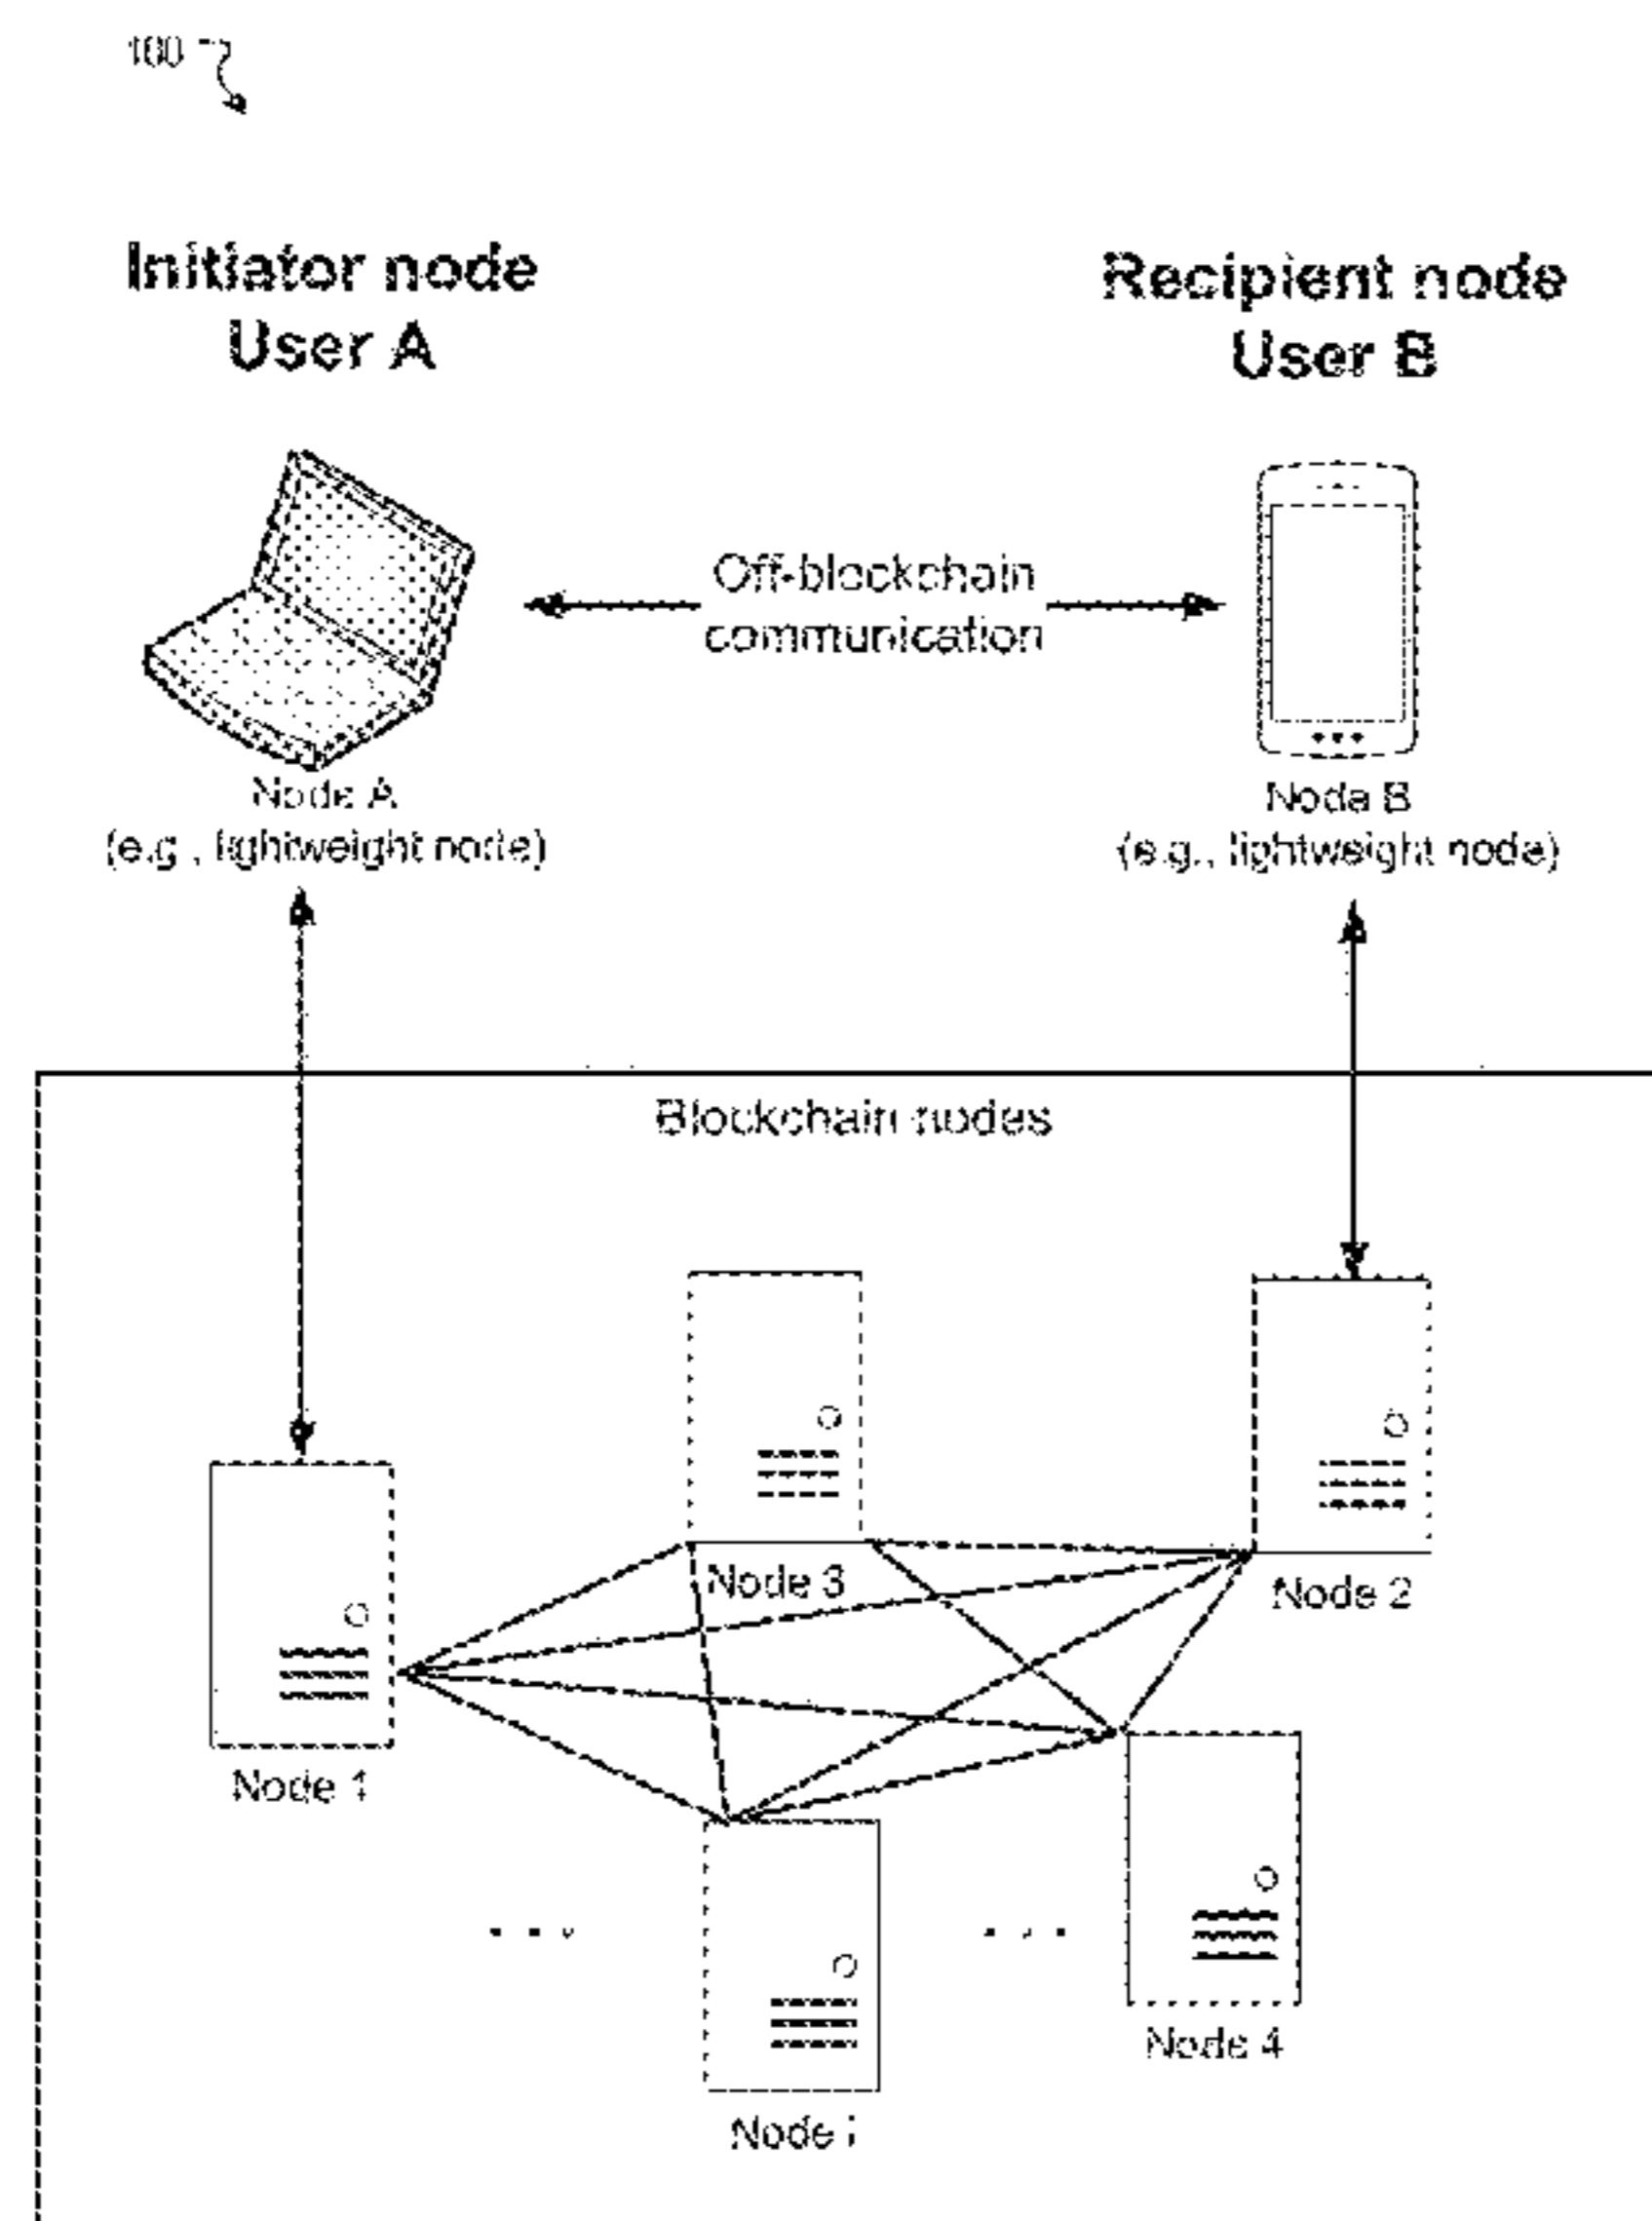 100
Initiator node
User A
Recipient node
User B
Off-blockchain
communication
Node A
(e.g., lightweight node)
Node B
(e.g., lightweight node)
Blockchain nodes
Node 3
Node 2
Node 1
...
...
Node 4
Node i